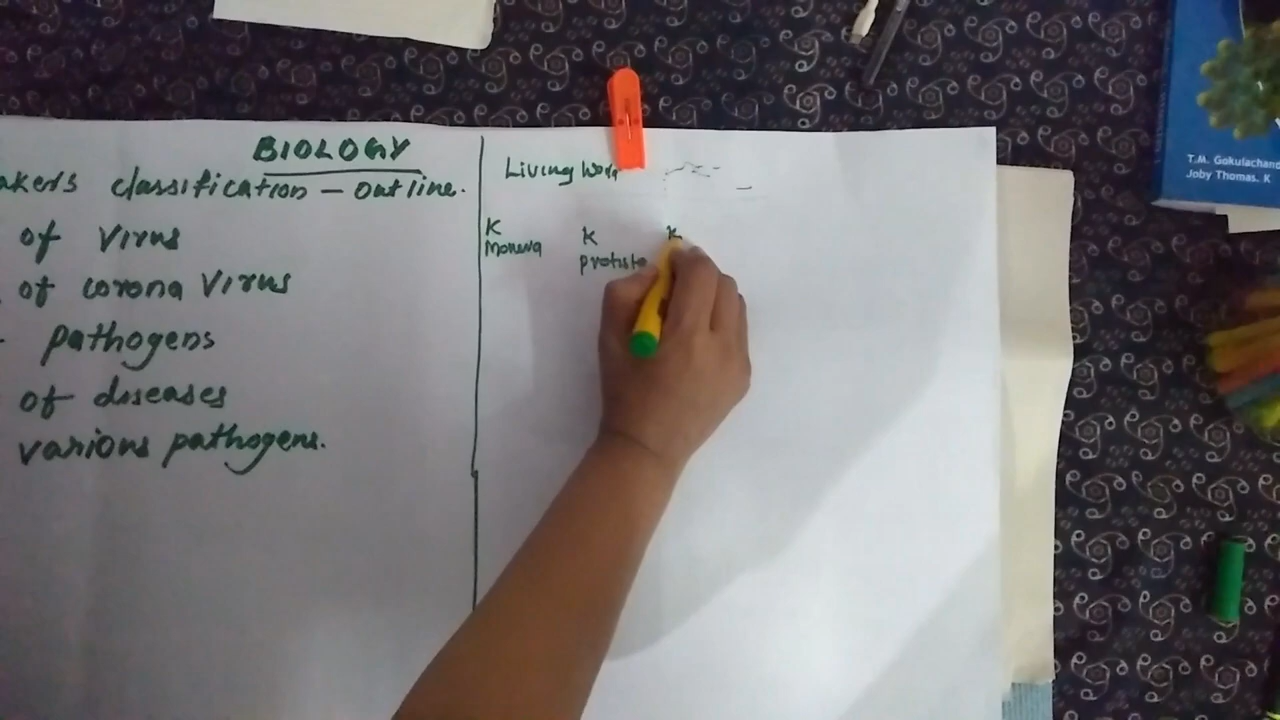 BIOLOGY
akers classification - outline.
of Virus
of corona Virus
- pathogens
of diseases
various pathogens.
Living Wor
K
Monera
K
protista
K
T.M. Gokulachand
Joby Thomas. K